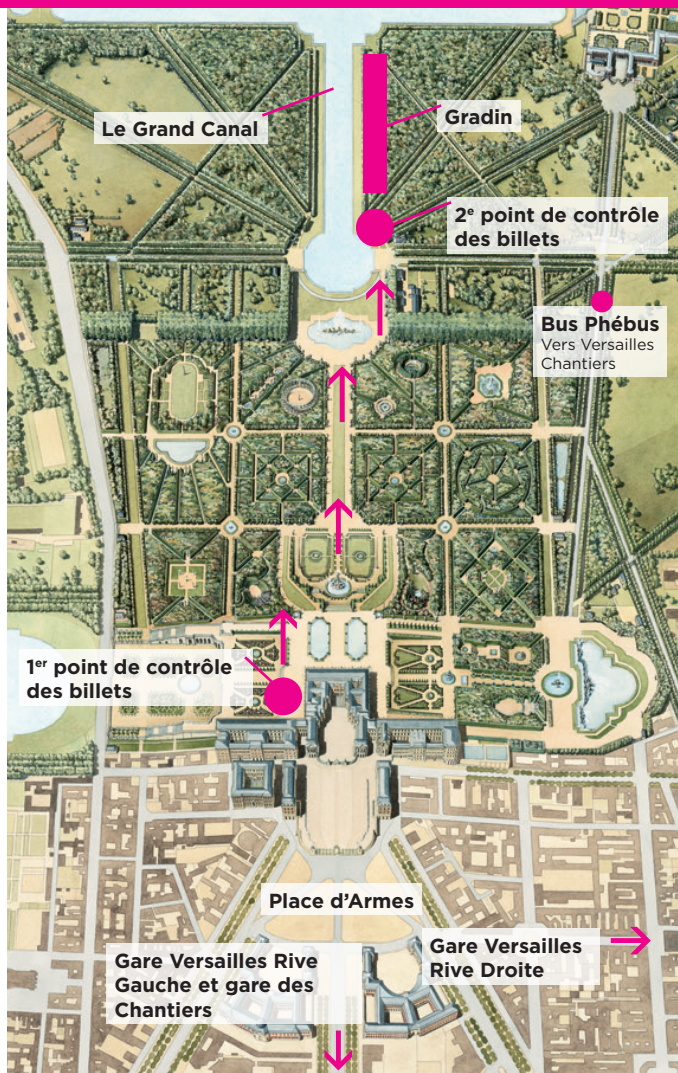 Le Grand Canal
Gradin
2e point de contrôle
des billets
Bus Phébus
Vers Versailles
Chantiers
1er point de contrôle
des billets
Place d’Armes
Gare Versailles Rive
Gauche et gare des
Chantiers
Gare Versailles
Rive Droite